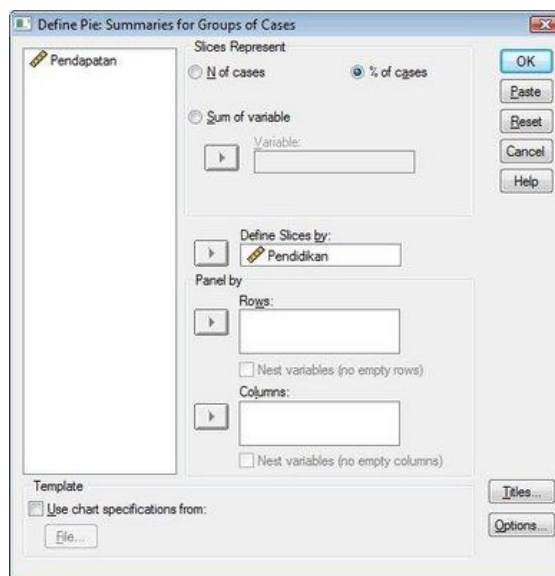 Define Pie: Summaries for Groups of Cases
Pendapatan
Slices Represent
N of cases
% of cases
Sum of variable
Variable:
Define Slices by:
Pendidikan
Panel by
Rows:
Nest variables (no empty rows)
Columns:
Nest variables (no empty columns)
OK
Paste
Reset
Cancel
Help
Template
Use chart specifications from:
File...
Titles...
Options...